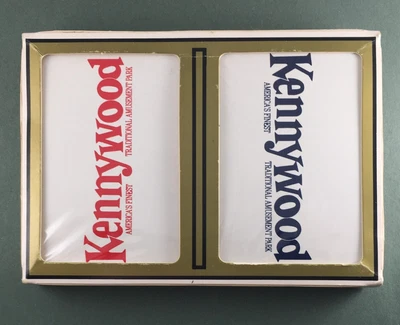 Kennywood
AMERICA'S FINEST TRADITIONAL AMUSEMENT PARK
Kennywood
AMERICA'S FINEST TRADITIONAL AMUSEMENT PARK